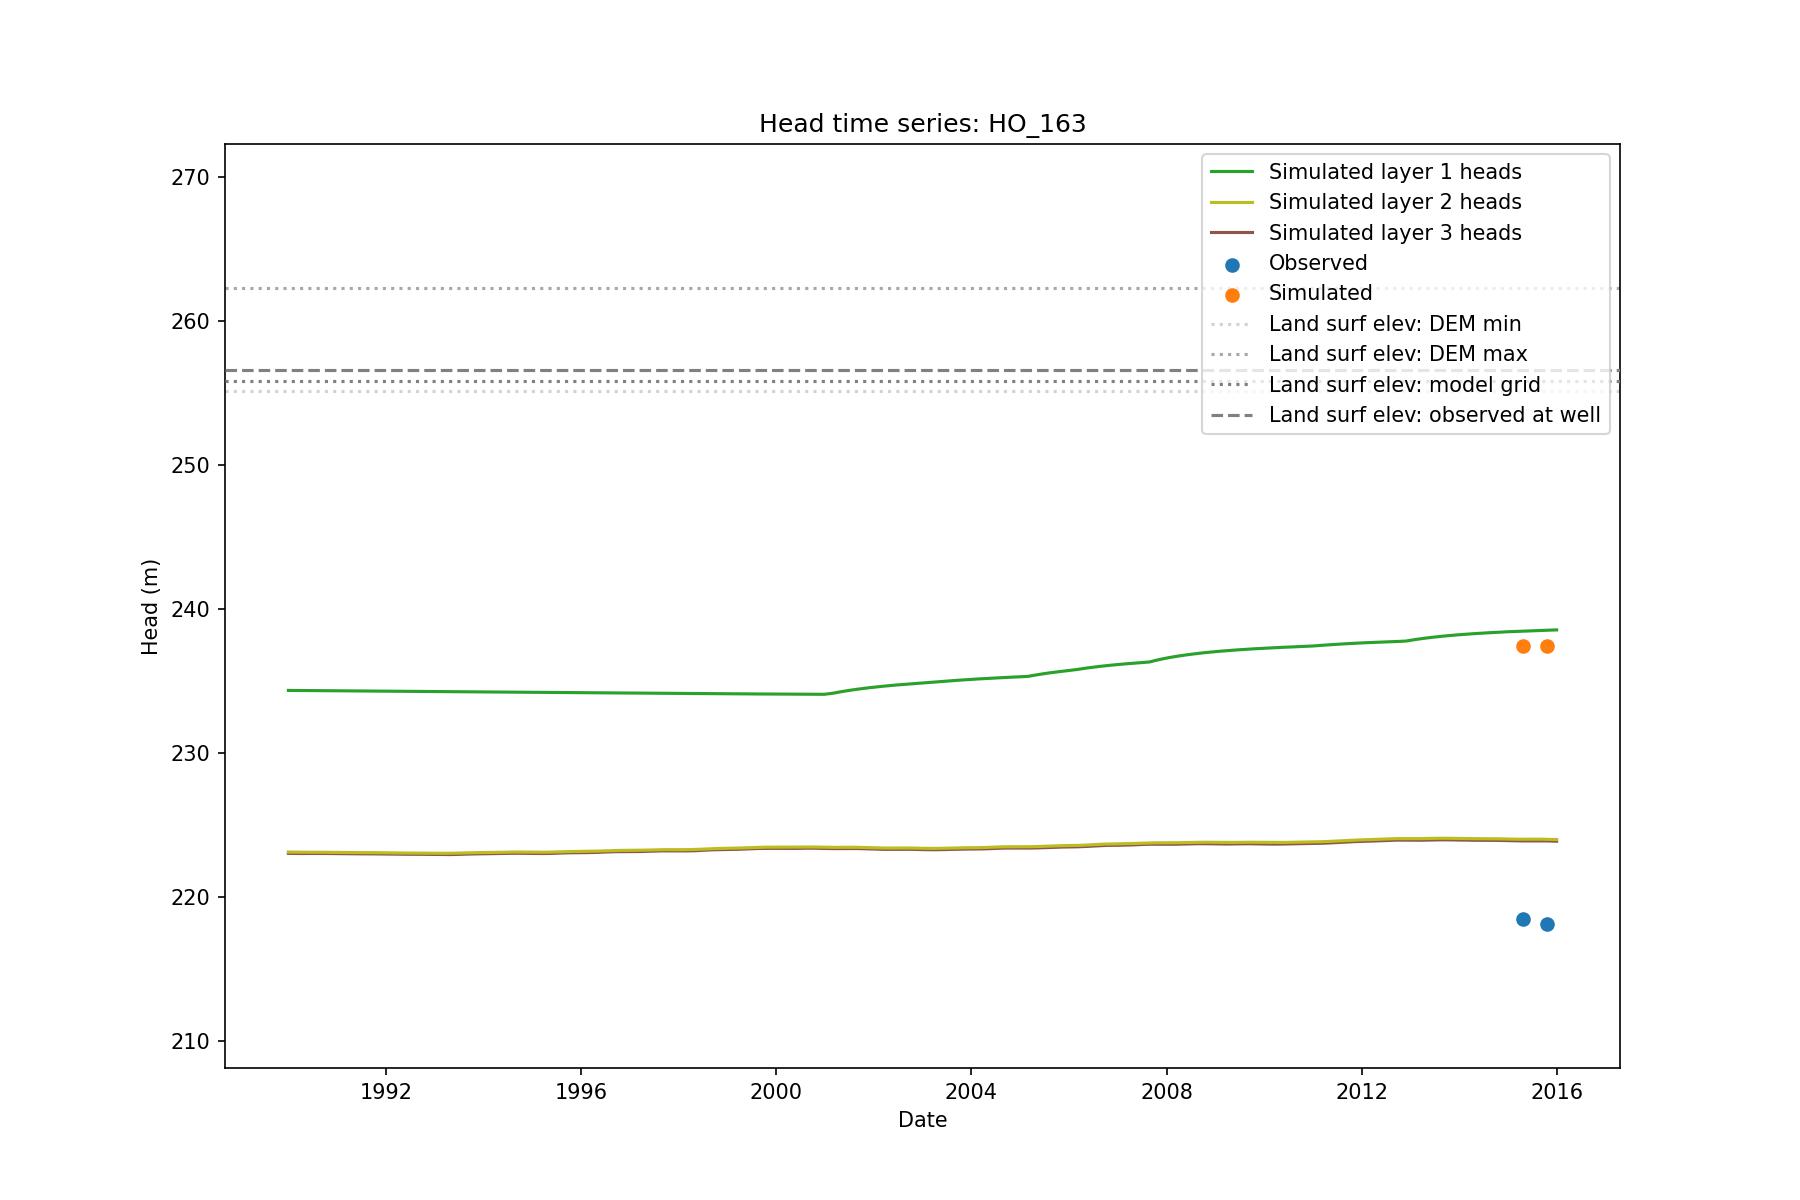 Head time series: HO_163
Simulated layer 1 heads
Simulated layer 2 heads
Simulated layer 3 heads
Observed
Simulated
Land surf elev: DEM min
Land surf elev: DEM max
Land surf elev: model grid
Land surf elev: observed at well
270
260
250
240
230
220
210
Head (m)
1992 1996 2000 2004 2008 2012 2016
Date